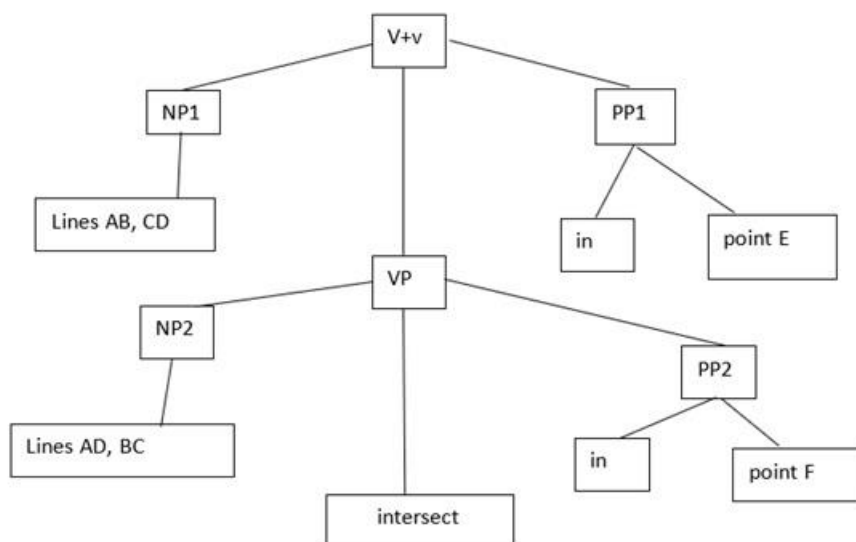 V+v
NP1
PP1
Lines AB, CD
in
point E
VP
NP2
PP2
Lines AD, BC
in
point F
intersect